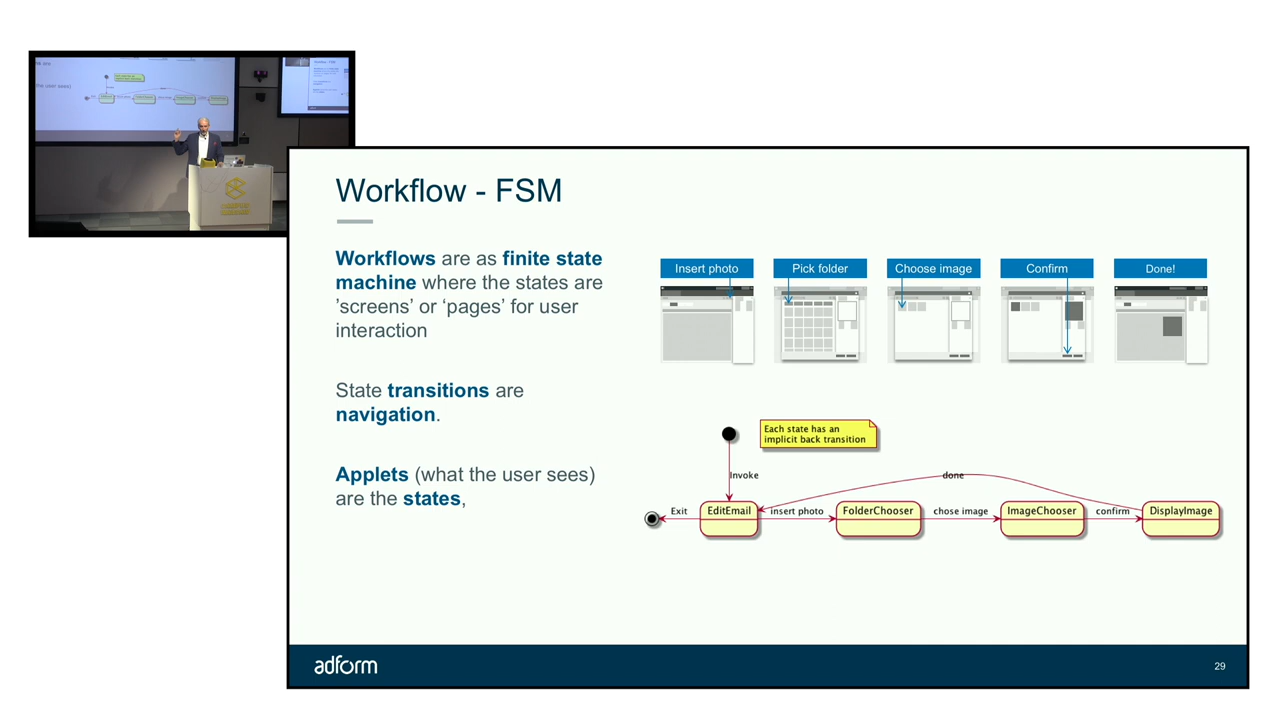 Workflow - FSM
Workflows are as finite state
machine where the states are
’screens’ or ‘pages’ for user
interaction
State transitions are
navigation.
Applets (what the user sees)
are the states,
Insert photo
Pick folder
Choose image
Confirm
Done!
Each state has an
implicit back transition
Invoke
done
Exit
EditEmail
insert photo
FolderChooser
chose image
ImageChooser
confirm
DisplayImage
adform
29